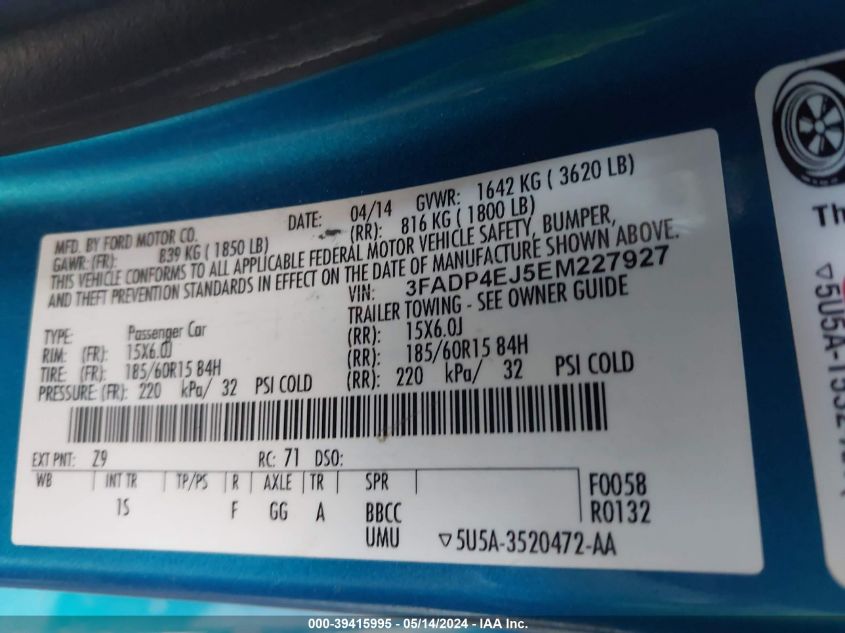 MFD. BY FORD MOTOR CO.
DATE: 04/14 GVWR: 1642 KG ( 3620 LB)
GAWR: (FR): 839 KG ( 1850 LB) (RR): 816 KG ( 1800 LB)
THIS VEHICLE CONFORMS TO ALL APPLICABLE FEDERAL MOTOR VEHICLE SAFETY, BUMPER,
AND THEFT PREVENTION STANDARDS IN EFFECT ON THE DATE OF MANUFACTURE SHOWN ABOVE.
VIN: 3FADP4EJ5EM227927
TRAILER TOWING - SEE OWNER GUIDE
TYPE: Passenger Car
RIM: (FR): 15X6.0J (RR): 15X6.0J
TIRE: (FR): 185/60R15 84H (RR): 185/60R15 84H
PRESSURE: (FR): 220 kPa/ 32 PSI COLD (RR): 220 kPa/ 32 PSI COLD
EXT PNT: Z9 RC: 71 DSO:
WB INT TR TP/PS R AXLE TR SPR F0058
15 F GG A BBCC R0132
UMU ▽5U5A-3520472-AA
Th
▽5U5A-1532
000-39415995 - 05/14/2024 - IAA Inc.